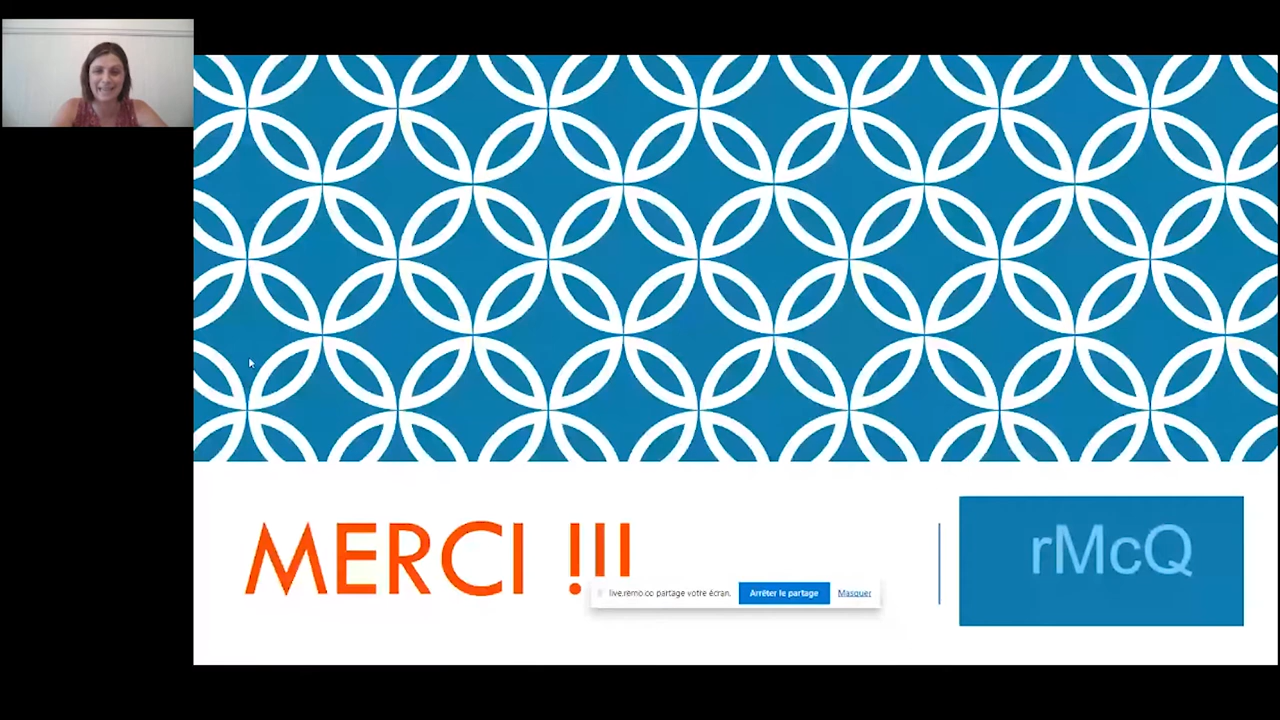 MERCI !!!
rMcQ
live.remo.co partage votre écran.
Arrêter le partage
Masquer